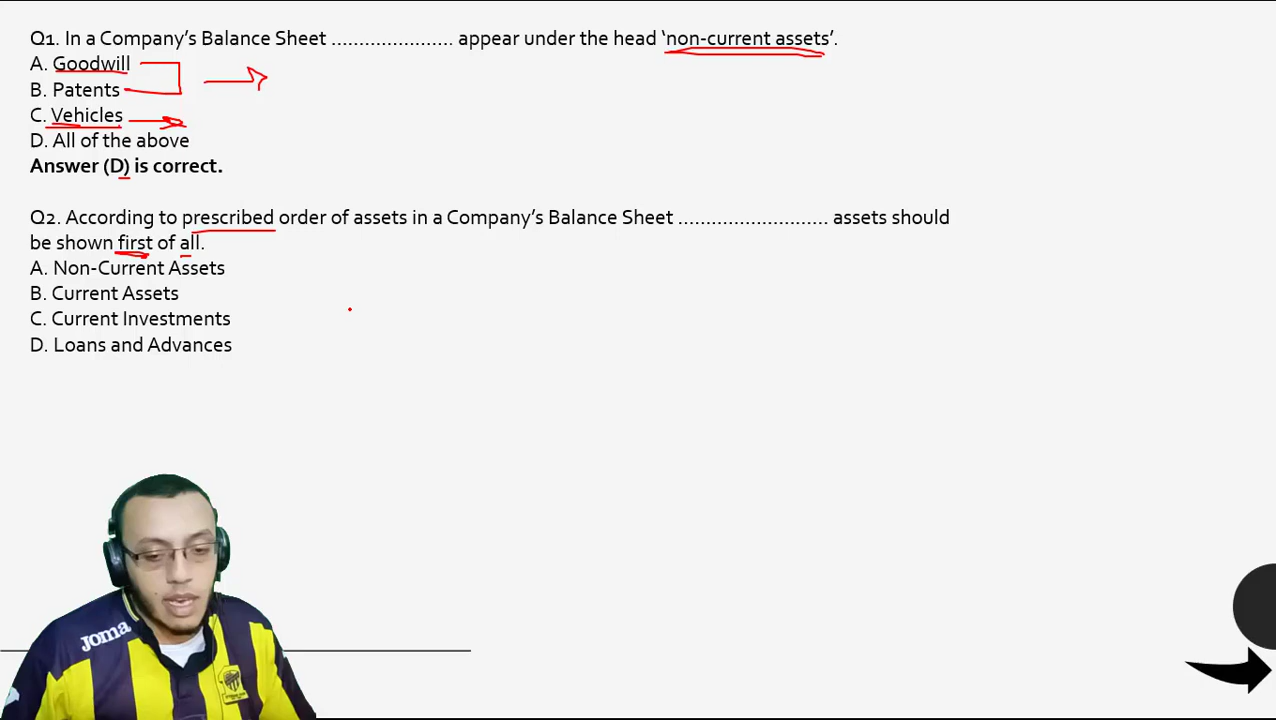 Q1. In a Company's Balance Sheet ...................... appear under the head ‘non-current assets’.
A. Goodwill
B. Patents
C. Vehicles
D. All of the above
Answer (D) is correct.
Q2. According to prescribed order of assets in a Company's Balance Sheet ........................... assets should
be shown first of all.
A. Non-Current Assets
B. Current Assets
C. Current Investments
D. Loans and Advances
JOMA